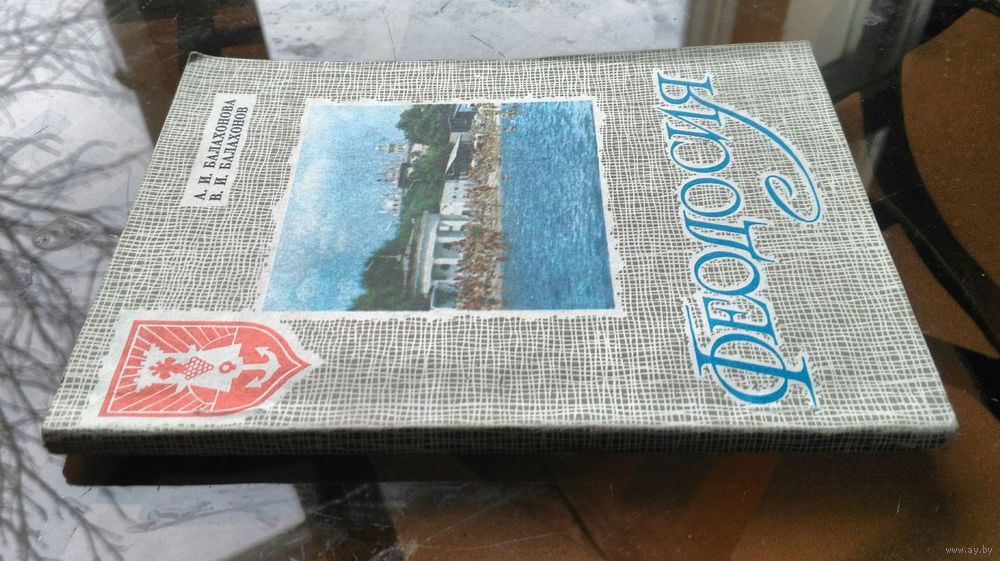 А. И. БАЛАХОНОВА
В. И. БАЛАХОНОВ
ФЕОДОСИЯ
www.ay.by